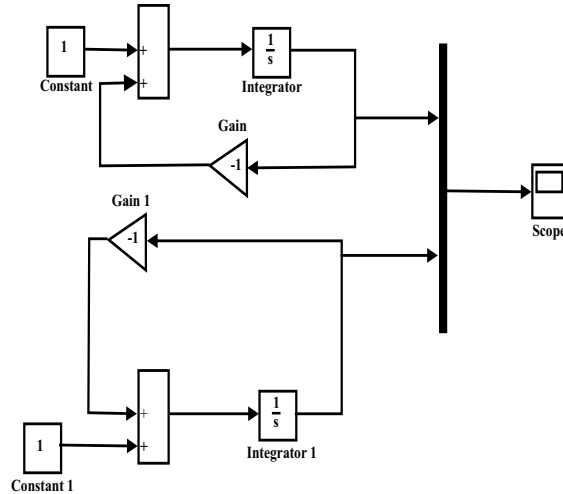 1
Constant
+
+
1
s
Integrator
Gain
-1
Gain 1
-1
Scope
+
+
1
s
Integrator 1
1
Constant 1